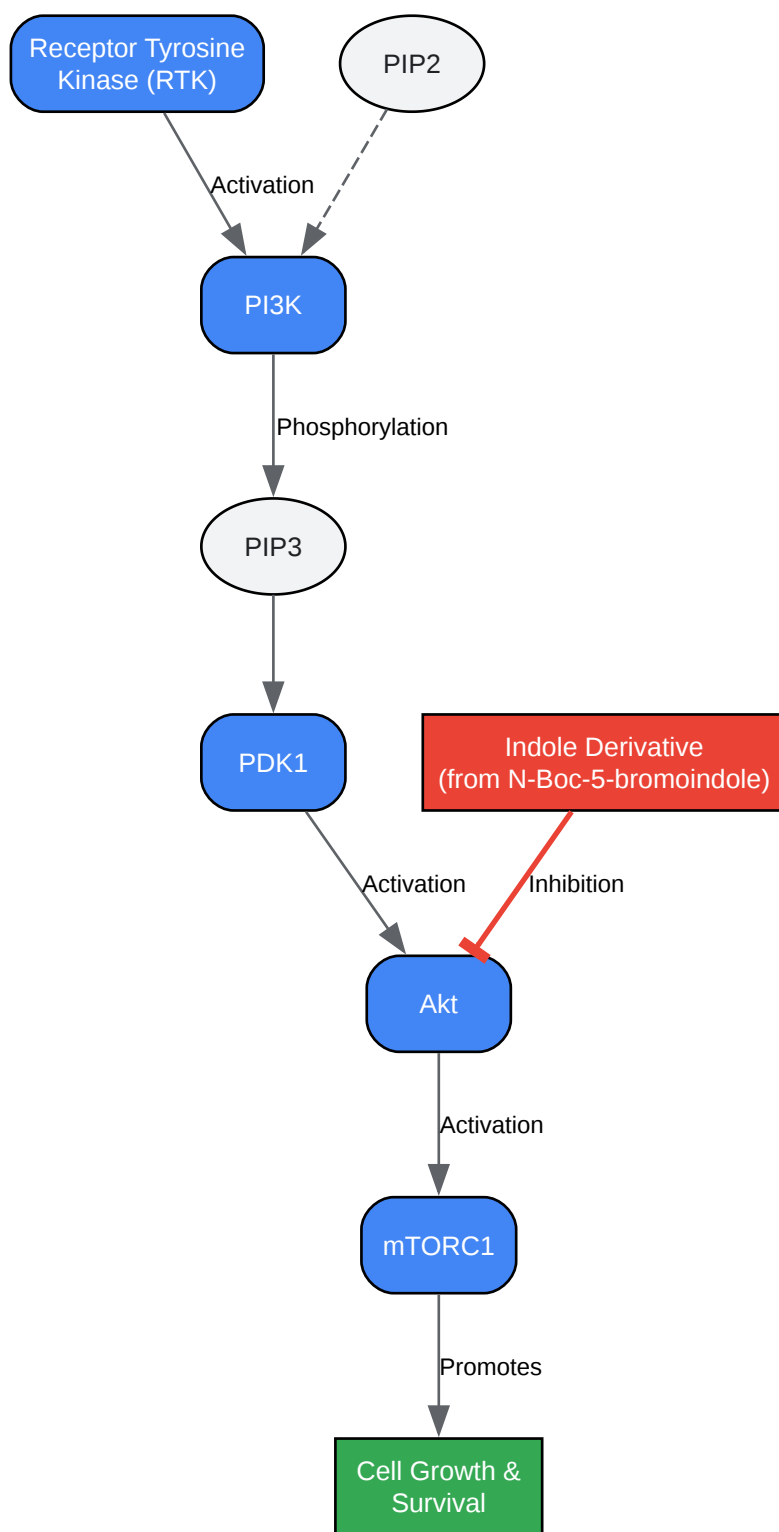 Receptor Tyrosine
Kinase (RTK)
PIP2
Activation
PI3K
Phosphorylation
PIP3
PDK1
Indole Derivative
(from N-Boc-5-bromoindole)
Activation
Inhibition
Akt
Activation
mTORC1
Promotes
Cell Growth &
Survival